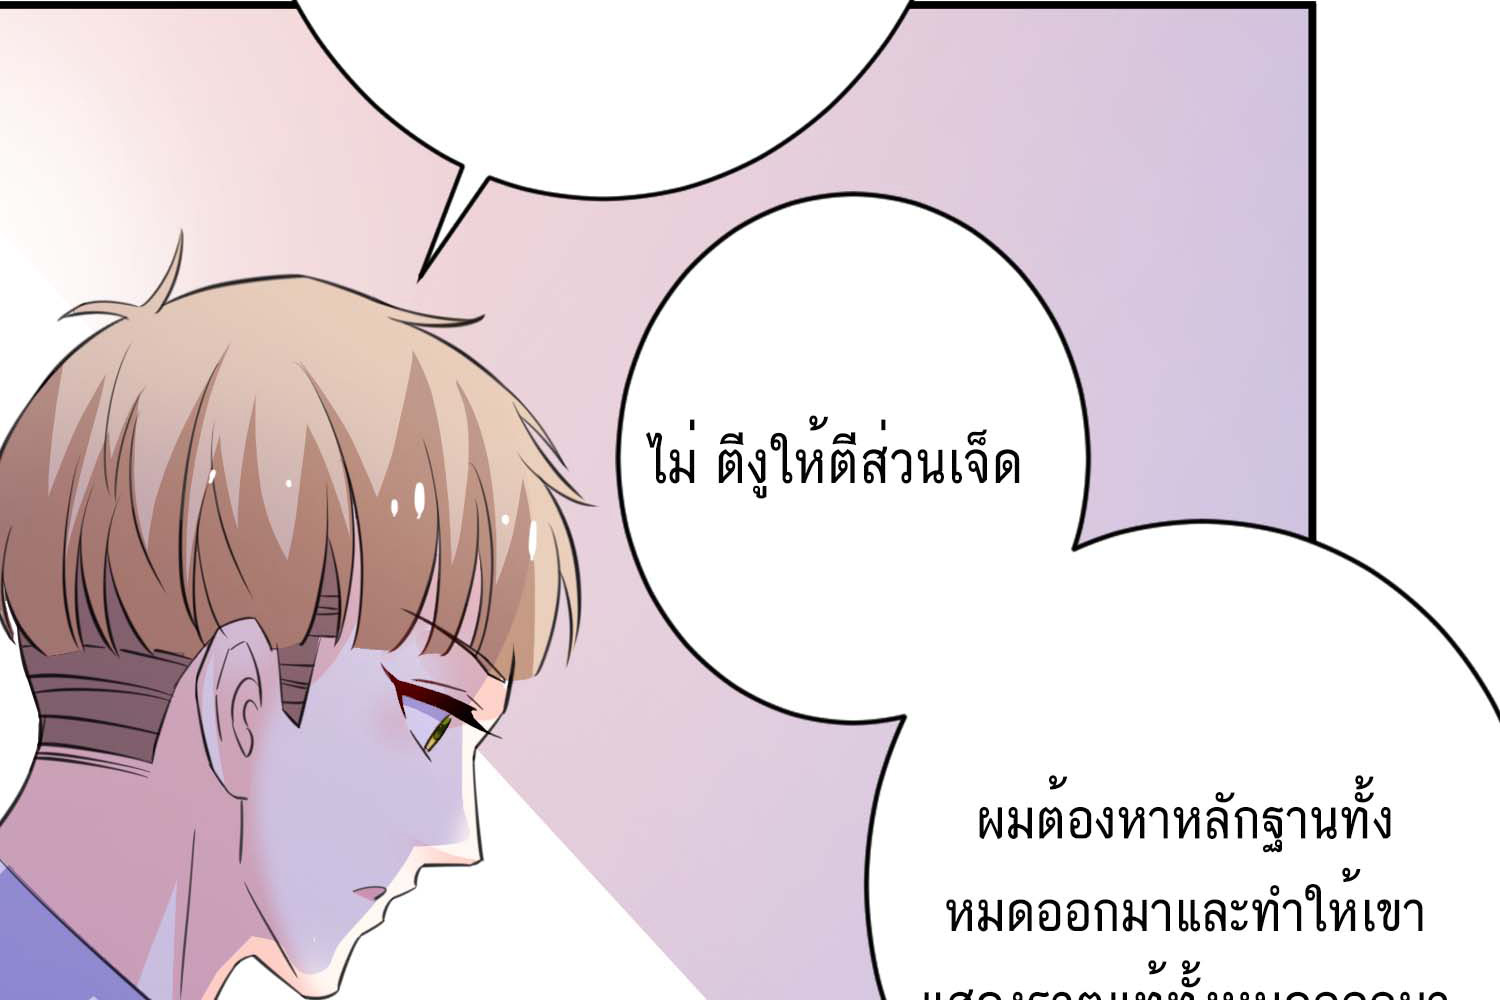 ไม่ ตีงูให้ตีส่วนเจ็ด
ผมต้องหาหลักฐานทั้ง
หมดออกมาและทำให้เขา